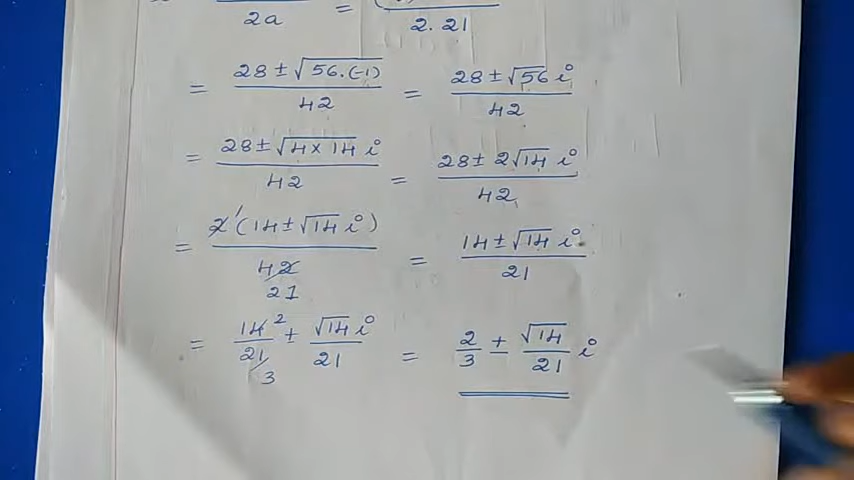 2a = 2.21
= 28 ± √56.(-1) / 42 = 28 ± √56 i / 42
= 28 ± √4×14 i / 42 = 28 ± 2√14 i / 42
= 2 1 (14 ± √14 i) / 42 21 = 14 ± √14 i / 21
= 14 2 / 21 3 ± √14 i / 21 = 2/3 ± √14 / 21 i